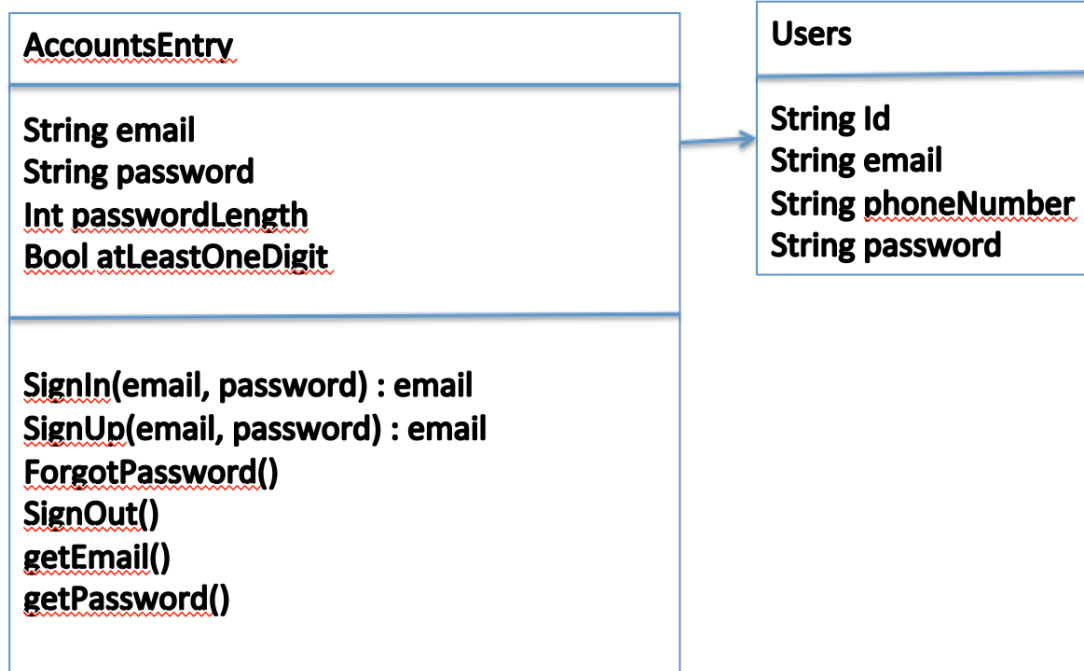 AccountsEntry
String email
String password
Int passwordLength
Bool atLeastOneDigit
SignIn(email, password) : email
SignUp(email, password) : email
ForgotPassword()
SignOut()
getEmail()
getPassword()
Users
String Id
String email
String phoneNumber
String password